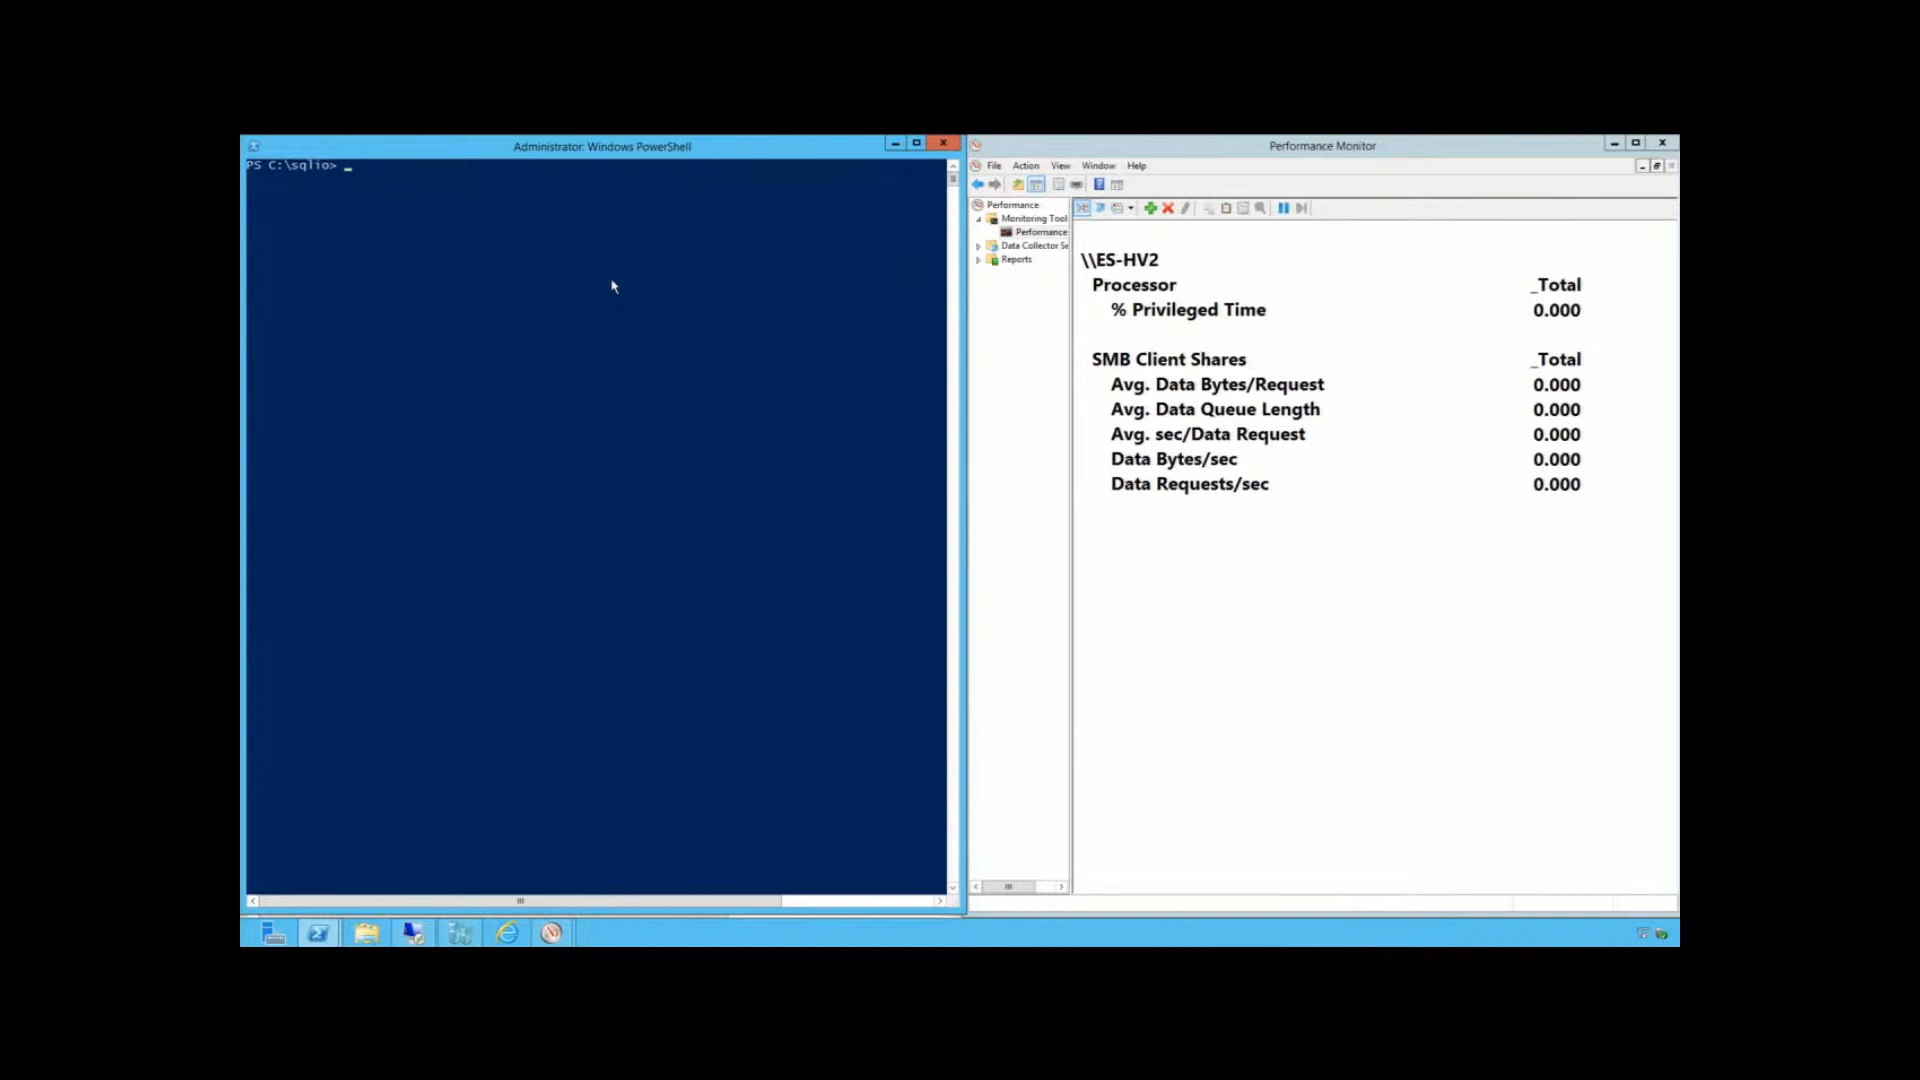 Administrator: Windows PowerShell
PS C:\sqlio> _
Performance Monitor
File Action View Window Help
Performance
Monitoring Tool
Performance
Data Collector Se
Reports
\\ES-HV2
Processor _Total
% Privileged Time 0.000
SMB Client Shares _Total
Avg. Data Bytes/Request 0.000
Avg. Data Queue Length 0.000
Avg. sec/Data Request 0.000
Data Bytes/sec 0.000
Data Requests/sec 0.000